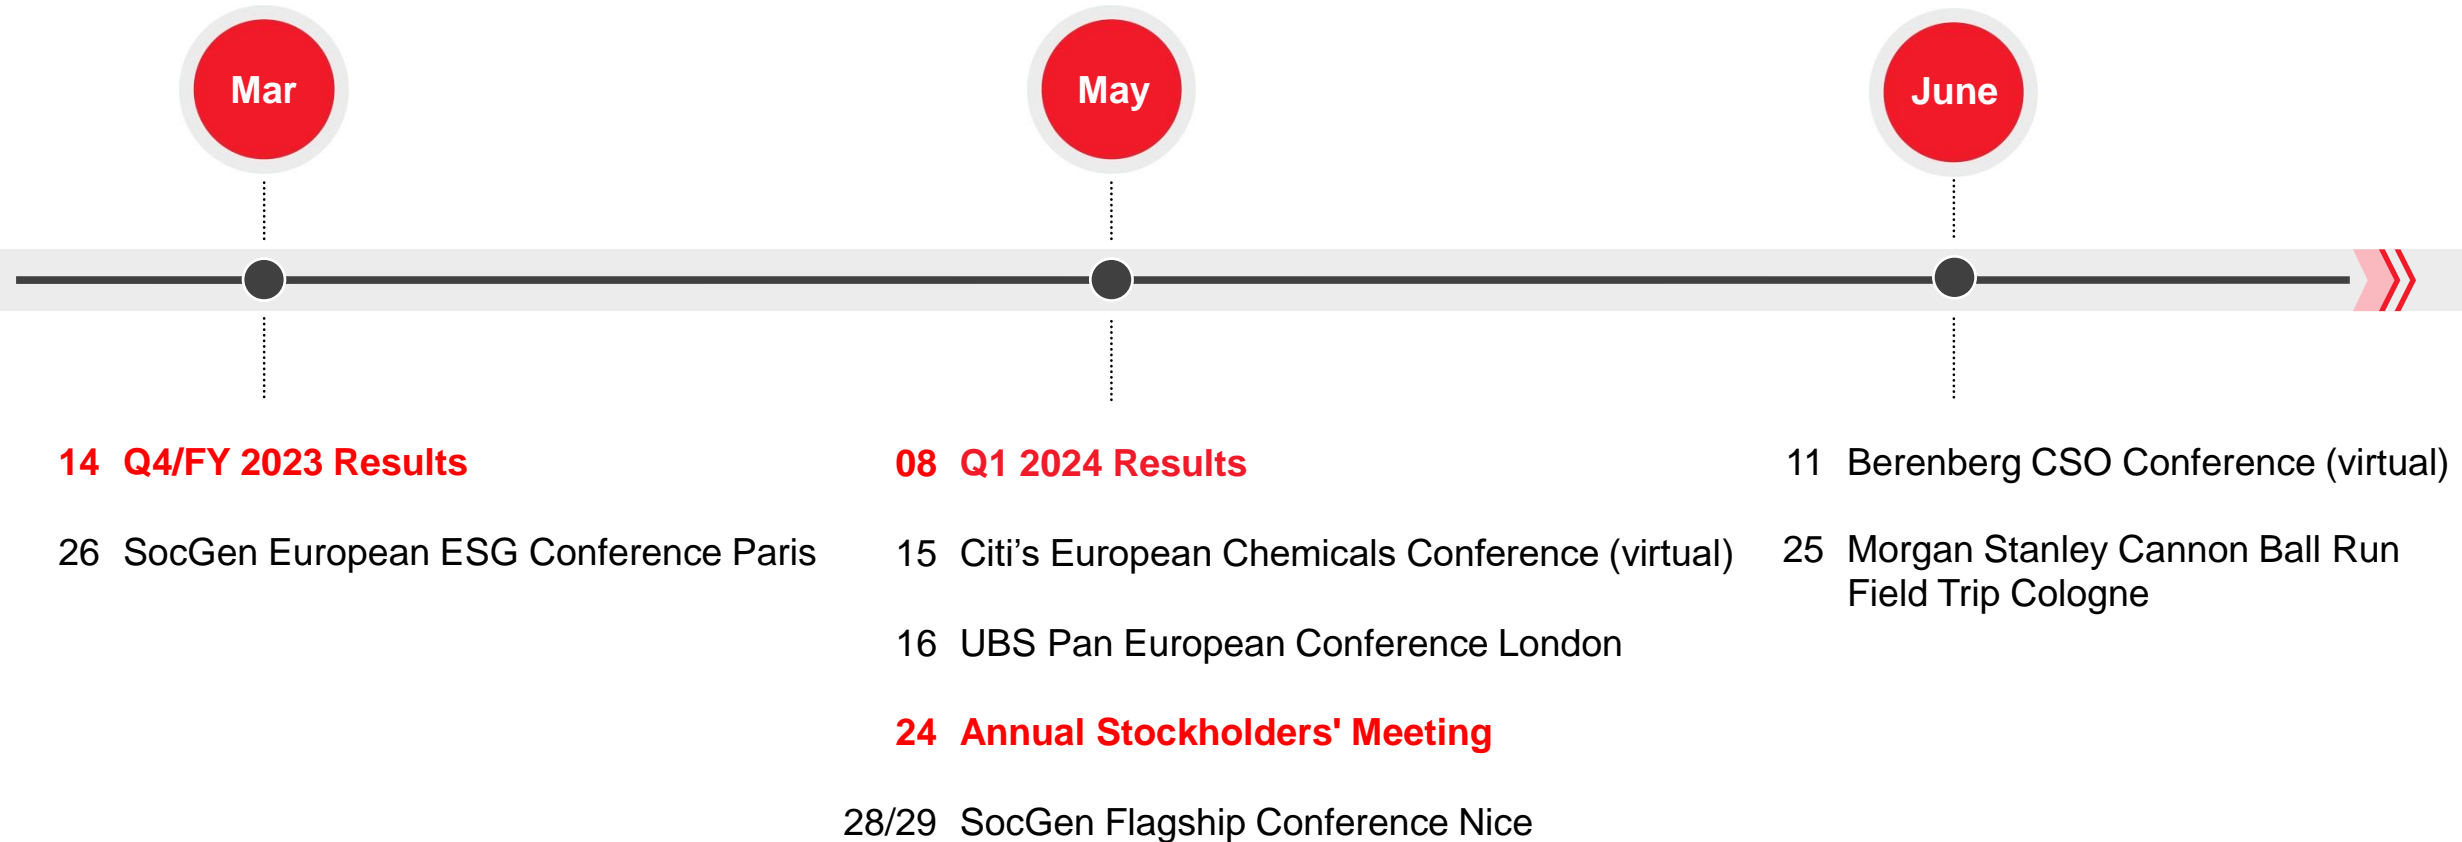 Mar
May
June
14 Q4/FY 2023 Results
26 SocGen European ESG Conference Paris
08 Q1 2024 Results
15 Citi’s European Chemicals Conference (virtual)
16 UBS Pan European Conference London
24 Annual Stockholders' Meeting
28/29 SocGen Flagship Conference Nice
11 Berenberg CSO Conference (virtual)
25 Morgan Stanley Cannon Ball Run
Field Trip Cologne